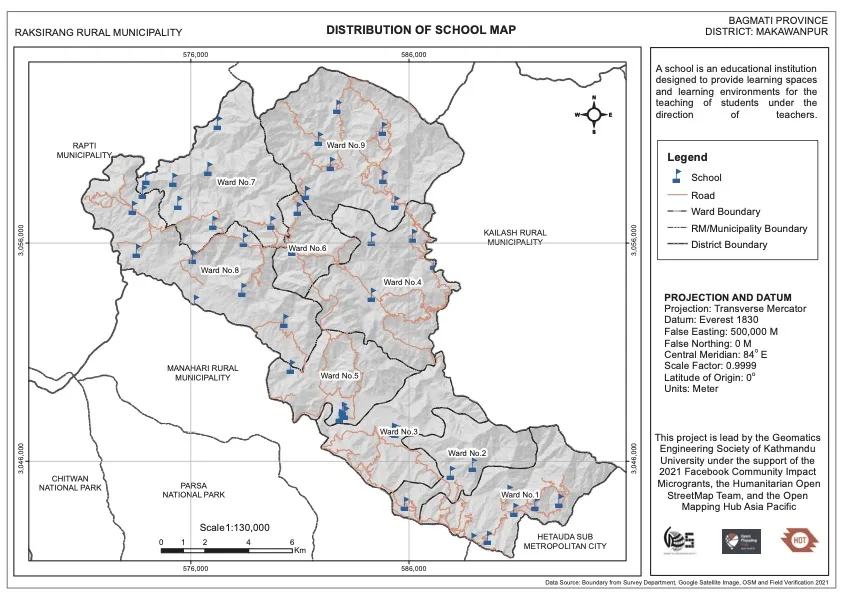 RAKSIRANG RURAL MUNICIPALITY
DISTRIBUTION OF SCHOOL MAP
BAGMATI PROVINCE
DISTRICT: MAKAWANPUR
576,000
586,000
N
W
E
S
RAPTI
MUNICIPALITY
Ward No.9
Ward No.7
3,056,000
3,056,000
KAILASH RURAL
MUNICIPALITY
Ward No.6
Ward No.8
Ward No.4
MANAHARI RURAL
MUNICIPALITY
Ward No.5
Ward No.3
Ward No.2
3,046,000
3,046,000
CHITWAN
NATIONAL PARK
PARSA
NATIONAL PARK
Ward No.1
Scale1:130,000
0 1 2 4 6
Km
HETAUDA SUB
METROPOLITAN CITY
576,000
586,000
A school is an educational institution
designed to provide learning spaces
and learning environments for the
teaching of students under the
direction of teachers.
Legend
School
Road
Ward Boundary
RM/Municipality Boundary
District Boundary
PROJECTION AND DATUM
Projection: Transverse Mercator
Datum: Everest 1830
False Easting: 500,000 M
False Northing: 0 M
Central Meridian: 84° E
Scale Factor: 0.9999
Latitude of Origin: 0°
Units: Meter
This project is lead by the Geomatics
Engineering Society of Kathmandu
University under the support of the
2021 Facebook Community Impact
Microgrants, the Humanitarian Open
StreetMap Team, and the Open
Mapping Hub Asia Pacific
Open
Mapping
HOT
Data Source: Boundary from Survey Department, Google Satellite Image, OSM and Field Verification 2021